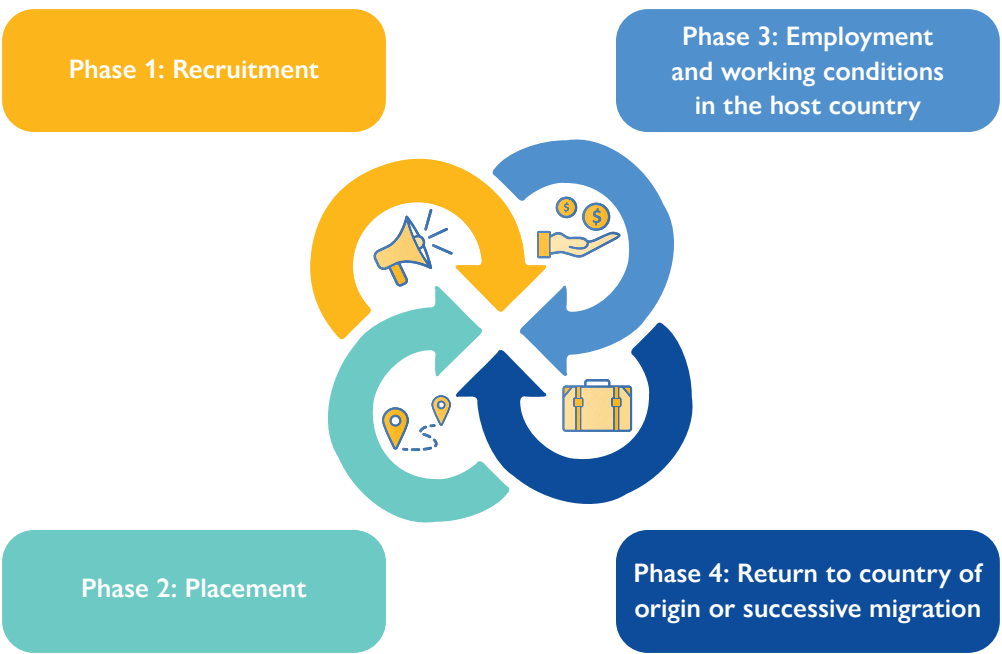 Phase 1: Recruitment
Phase 3: Employment
and working conditions
in the host country
$
$
Phase 2: Placement
Phase 4: Return to country of
origin or successive migration